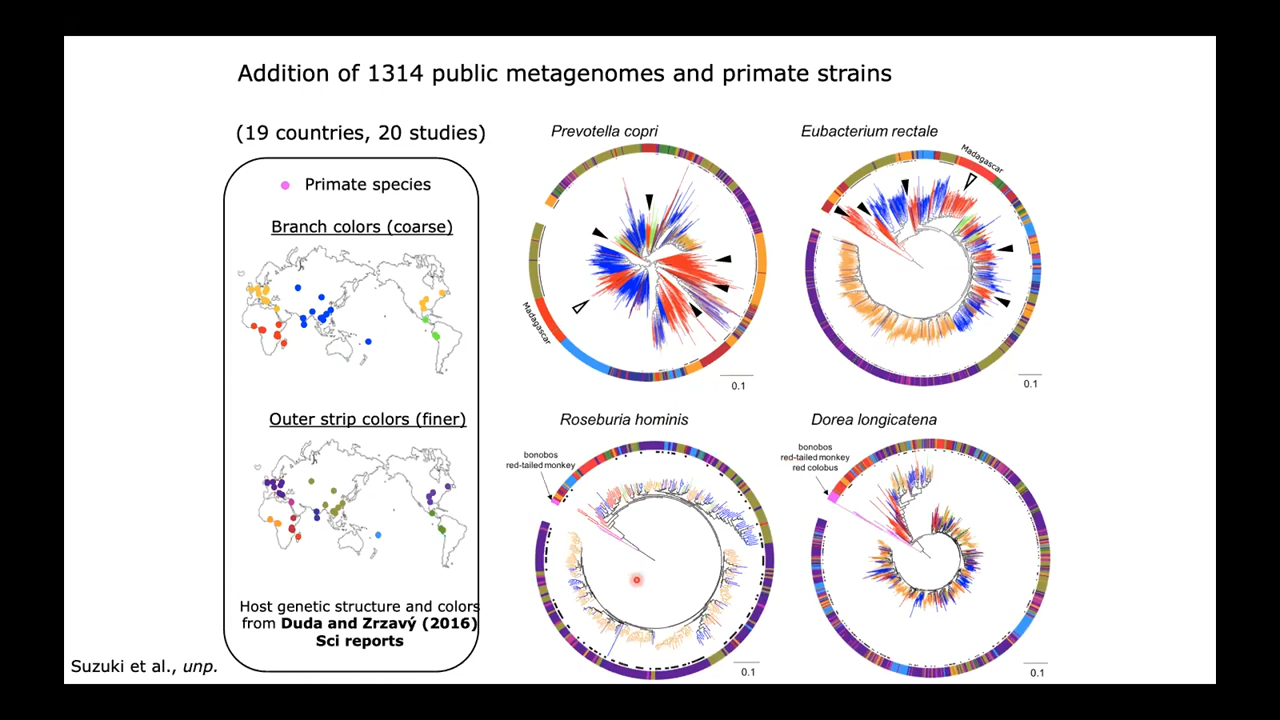 Addition of 1314 public metagenomes and primate strains
(19 countries, 20 studies)
Primate species
Branch colors (coarse)
Outer strip colors (finer)
Host genetic structure and colors
from Duda and Zrzavý (2016)
Sci reports
Suzuki et al., unp.
Prevotella copri
Madagascar
0.1
Eubacterium rectale
Madagascar
0.1
Roseburia hominis
bonobos
red-tailed monkey
0.1
Dorea longicatena
bonobos
red-tailed monkey
red colobus
0.1